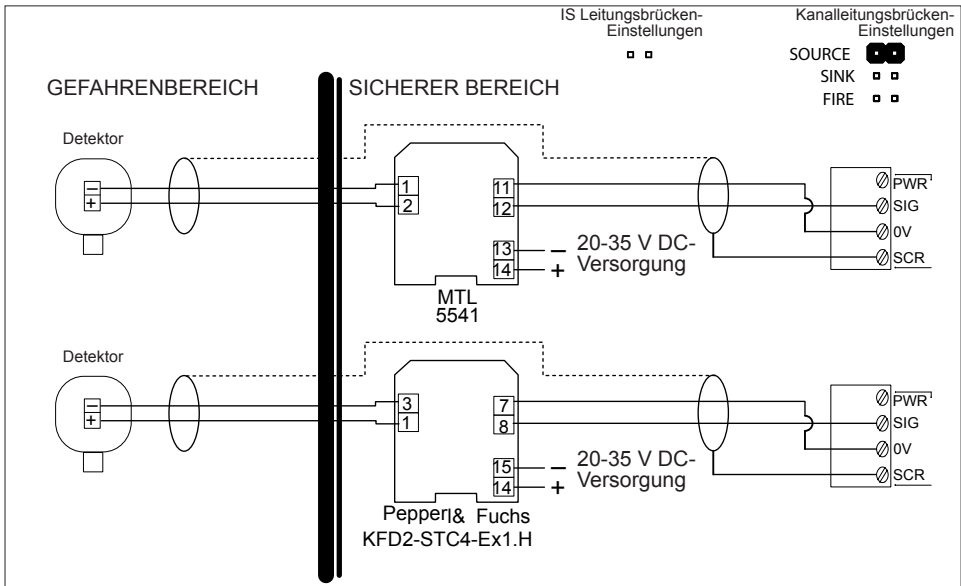 IS Leitungsbrücken-
Einstellungen
Kanalleitungsbrücken-
Einstellungen
SOURCE
SINK
FIRE
GEFAHRENBEREICH
SICHERER BEREICH
Detektor
–
+
1
2
11
12
13
14
–
+
20-35 V DC-
Versorgung
MTL
5541
PWR
SIG
0V
SCR
Detektor
–
+
3
1
7
8
15
14
–
+
20-35 V DC-
Versorgung
Pepperl& Fuchs
KFD2-STC4-Ex1.H
PWR
SIG
0V
SCR